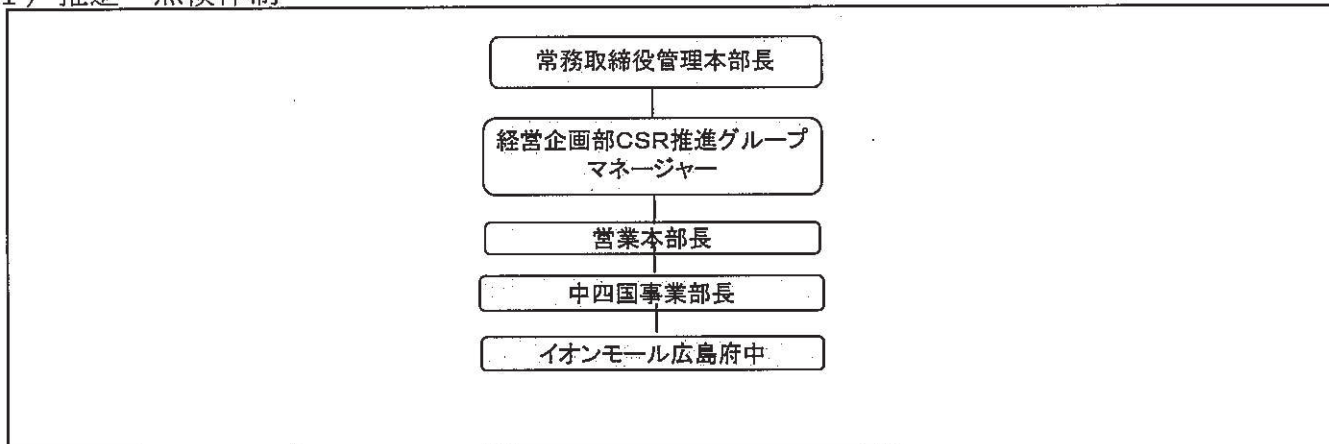 常務取締役管理本部長
経営企画部CSR推進グループ
マネージャー
営業本部長
中四国事業部長
イオンモール広島府中